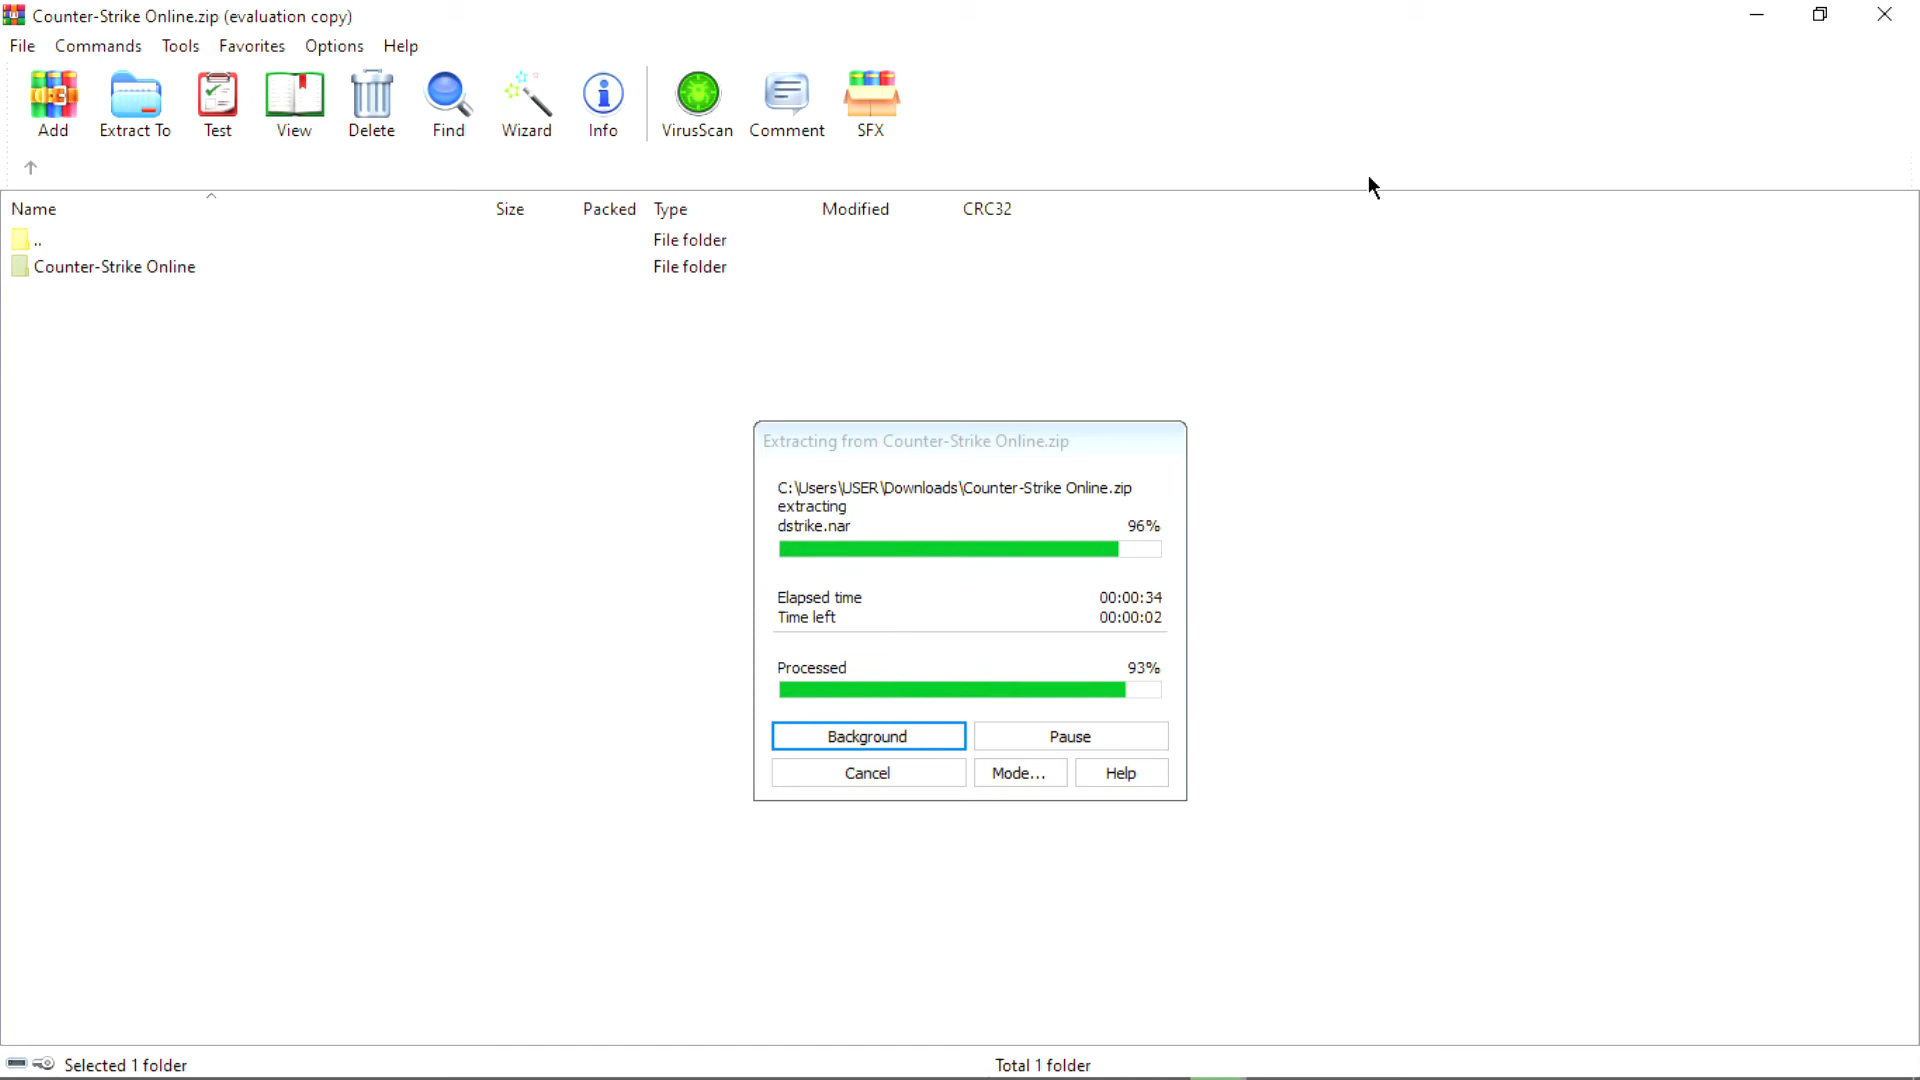 Counter-Strike Online.zip (evaluation copy)
File Commands Tools Favorites Options Help
Add Extract To Test View Delete Find Wizard Info VirusScan Comment SFX
Name Size Packed Type Modified CRC32
.. File folder
Counter-Strike Online File folder
Extracting from Counter-Strike Online.zip
C:\Users\USER\Downloads\Counter-Strike Online.zip
extracting
dstrike.nar 96%
Elapsed time 00:00:34
Time left 00:00:02
Processed 93%
Background Pause
Cancel Mode... Help
Selected 1 folder Total 1 folder